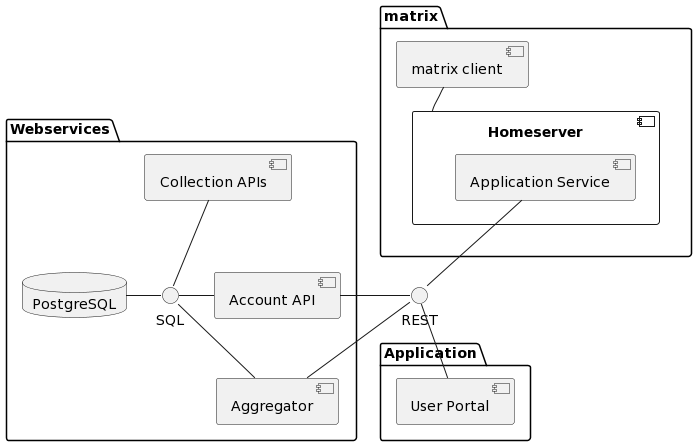 matrix
matrix client
Homeserver
Application Service
Webservices
Collection APIs
PostgreSQL
SQL
Account API
REST
Aggregator
Application
User Portal